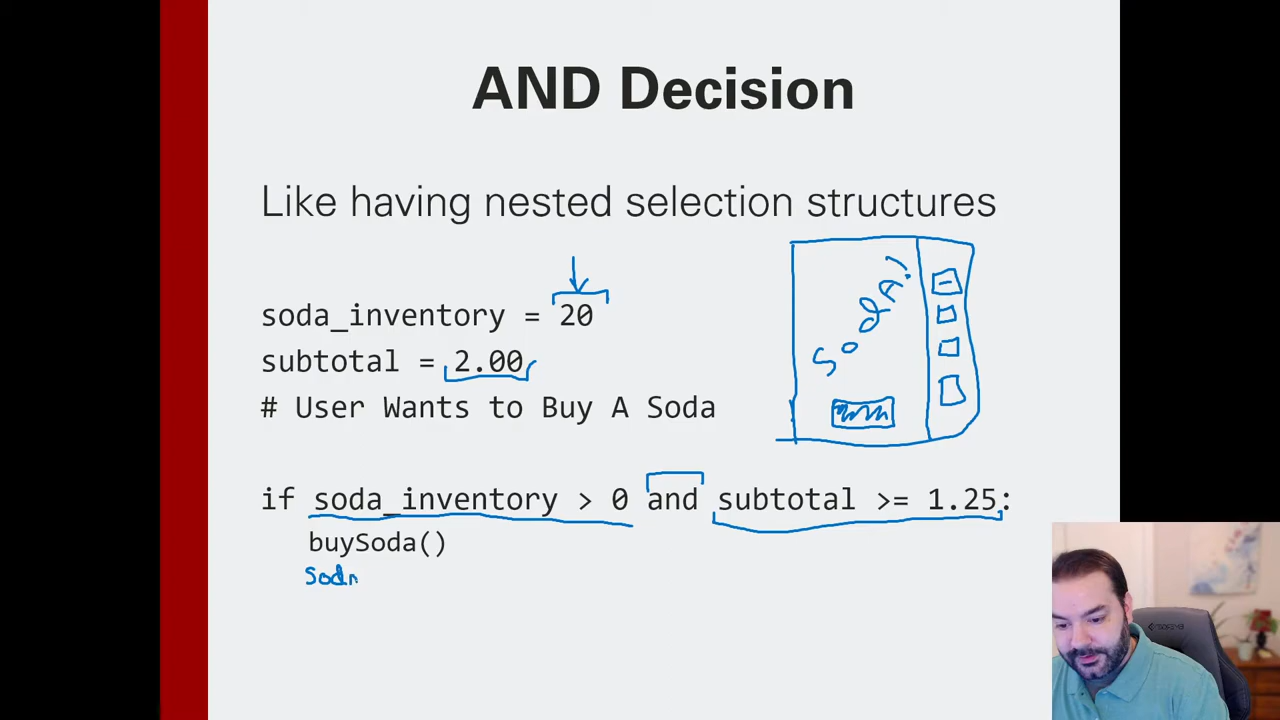 AND Decision
Like having nested selection structures
soda_inventory = 20
subtotal = 2.00
# User Wants to Buy A Soda
sodA!
if soda_inventory > 0 and subtotal >= 1.25:
buySoda()